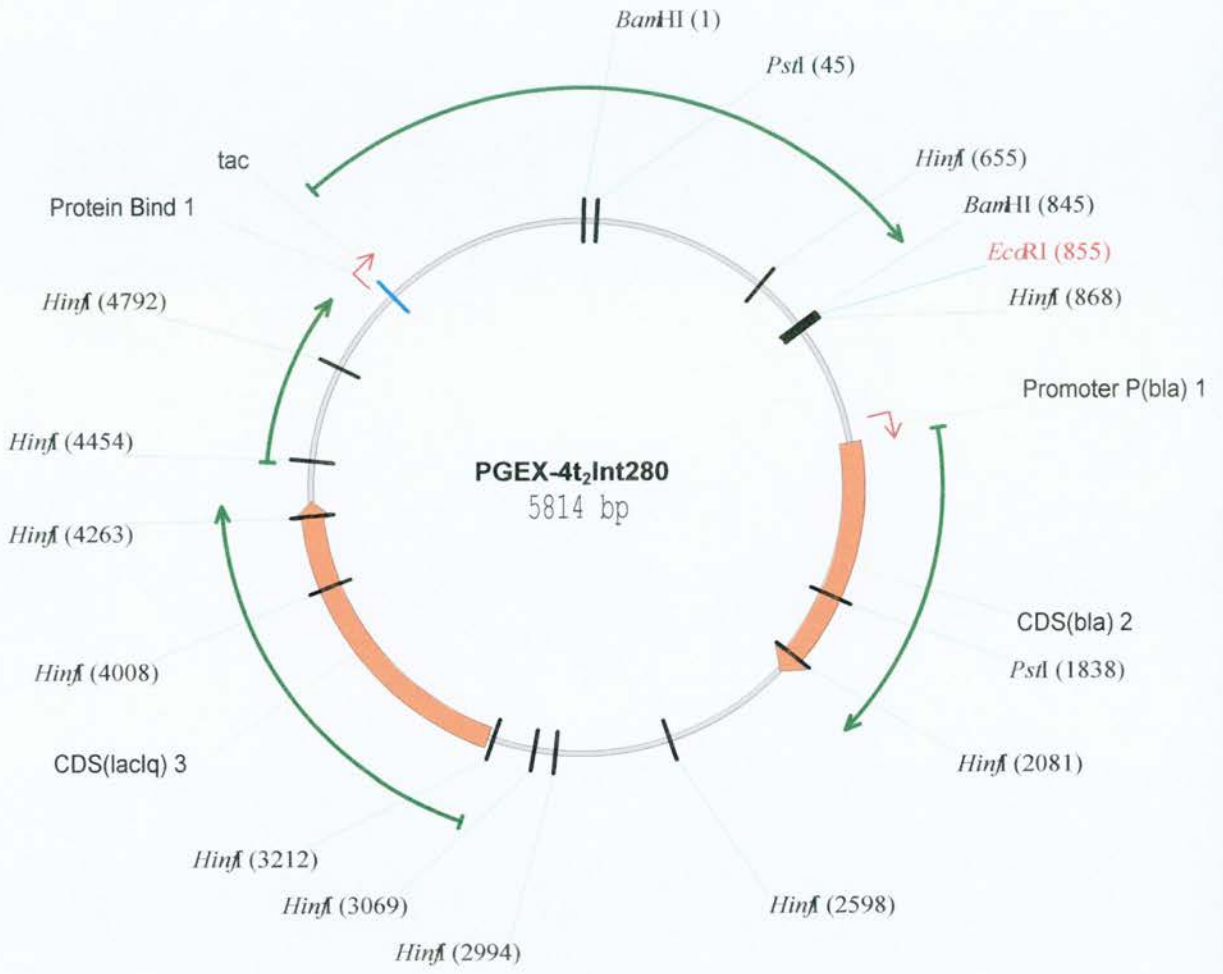 BamHI (1)
PstI (45)
tac
HinfI (655)
Protein Bind 1
BamHI (845)
EcoRI (855)
HinfI (4792)
HinfI (868)
Promoter P(bla) 1
HinfI (4454)
PGEX-4t₂Int280
5814 bp
HinfI (4263)
CDS(bla) 2
HinfI (4008)
PstI (1838)
CDS(lacIq) 3
HinfI (2081)
HinfI (3212)
HinfI (3069)
HinfI (2598)
HinfI (2994)